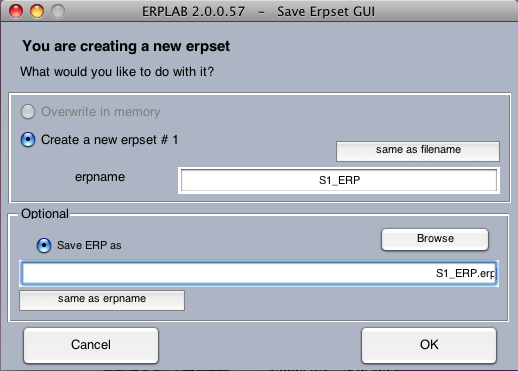 ERPLAB 2.0.0.57 - Save Erpset GUI
You are creating a new erpset
What would you like to do with it?
Overwrite in memory
Create a new erpset # 1
same as filename
erpname
S1_ERP
Optional
Save ERP as
Browse
S1_ERP.erp
same as erpname
Cancel
OK